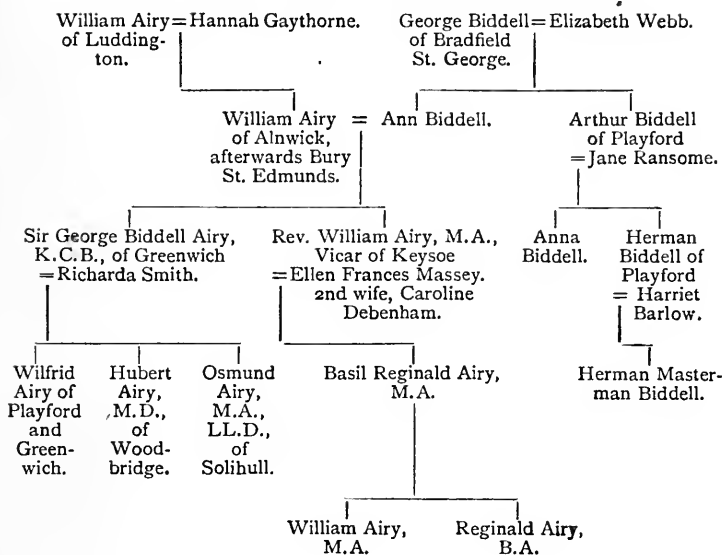 William Airy = Hannah Gaythorne.
of Ludding-
ton.
George Biddell = Elizabeth Webb.
of Bradfield
St. George.
William Airy = Ann Biddell.
of Alnwick,
afterwards Bury
St. Edmunds.
Arthur Biddell
of Playford
=Jane Ransome.
Sir George Biddell Airy,
K.C.B., of Greenwich
=Richarda Smith.
Rev. William Airy, M.A.,
Vicar of Keysoe
=Ellen Frances Massey.
2nd wife, Caroline
Debenham.
Anna
Biddell.
Herman
Biddell of
Playford
= Harriet
Barlow.
Wilfrid
Airy of
Playford
and
Green-
wich.
Hubert
Airy,
M.D.,
of
Wood-
bridge.
Osmund
Airy,
M.A.,
LL.D.,
of
Solihull.
Basil Reginald Airy,
M.A.
Herman Master-
man Biddell.
William Airy,
M.A.
Reginald Airy,
B.A.